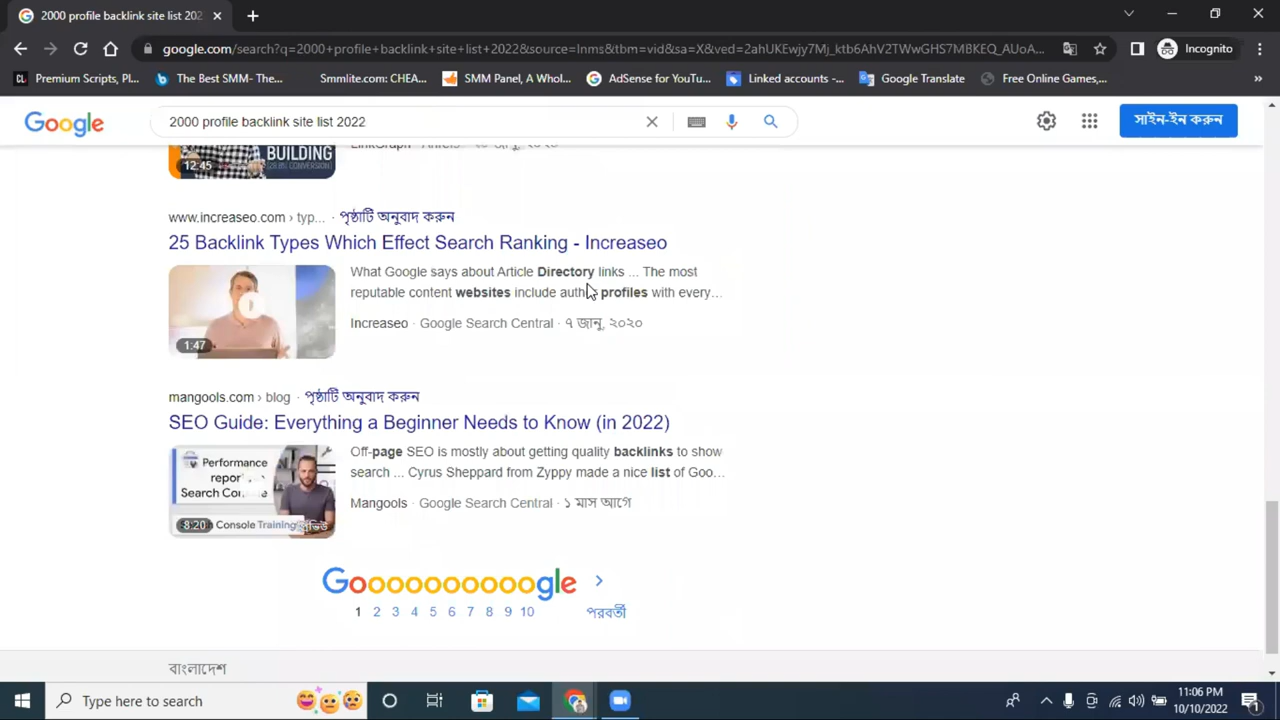 2000 profile backlink site list 202
google.com/search?q=2000+profile+backlink+site+list+2022&source=lnms&tbm=vid&sa=X&ved=2ahUKEwjy7Mj_ktb6AhV2TWwGHS7MBKEQ_AUoA...
Incognito
Premium Scripts, Pl...
The Best SMM- The...
Smmlite.com: CHEA...
SMM Panel, A Whol...
AdSense for YouTu...
Linked accounts -...
Google Translate
Free Online Games,...
Google
2000 profile backlink site list 2022
সাইন-ইন করুন
BUILDING
12:45
www.increaseo.com › typ... · পৃষ্ঠাটি অনুবাদ করুন
25 Backlink Types Which Effect Search Ranking - Increaseo
What Google says about Article Directory links ... The most
reputable content websites include profiles with every...
1:47
Increaseo · Google Search Central · ৭ জানু, ২০২০
mangools.com › blog · পৃষ্ঠাটি অনুবাদ করুন
SEO Guide: Everything a Beginner Needs to Know (in 2022)
Off-page SEO is mostly about getting quality backlinks to show
search ... Cyrus Sheppard from Zyppy made a nice list of Goo...
Performance
repor
Search Con
8:20
Console Training
Mangools · Google Search Central · ১ মাস আগে
Goooooooooogle
1 2 3 4 5 6 7 8 9 10 পরবর্তী
বাংলাদেশ
Type here to search
11:06 PM
10/10/2022